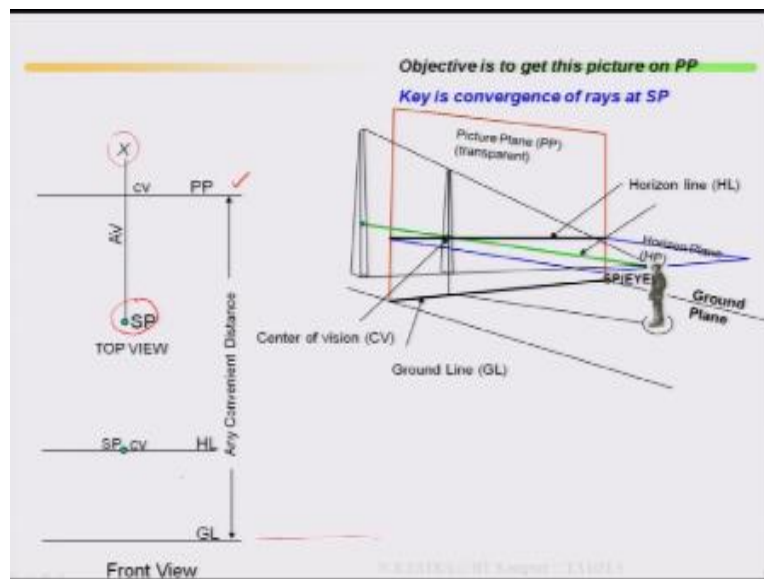 Objective is to get this picture on PP
Key is convergence of rays at SP
X
CV
PP
AV
SP
TOP VIEW
Any Convenient Distance
SP
CV
HL
GL
Front View
Picture Plane (PP)
(transparent)
Horizon line (HL)
Horizon Plane
(HP)
SP(EYE)
Ground
Plane
Center of vision (CV)
Ground Line (GL)